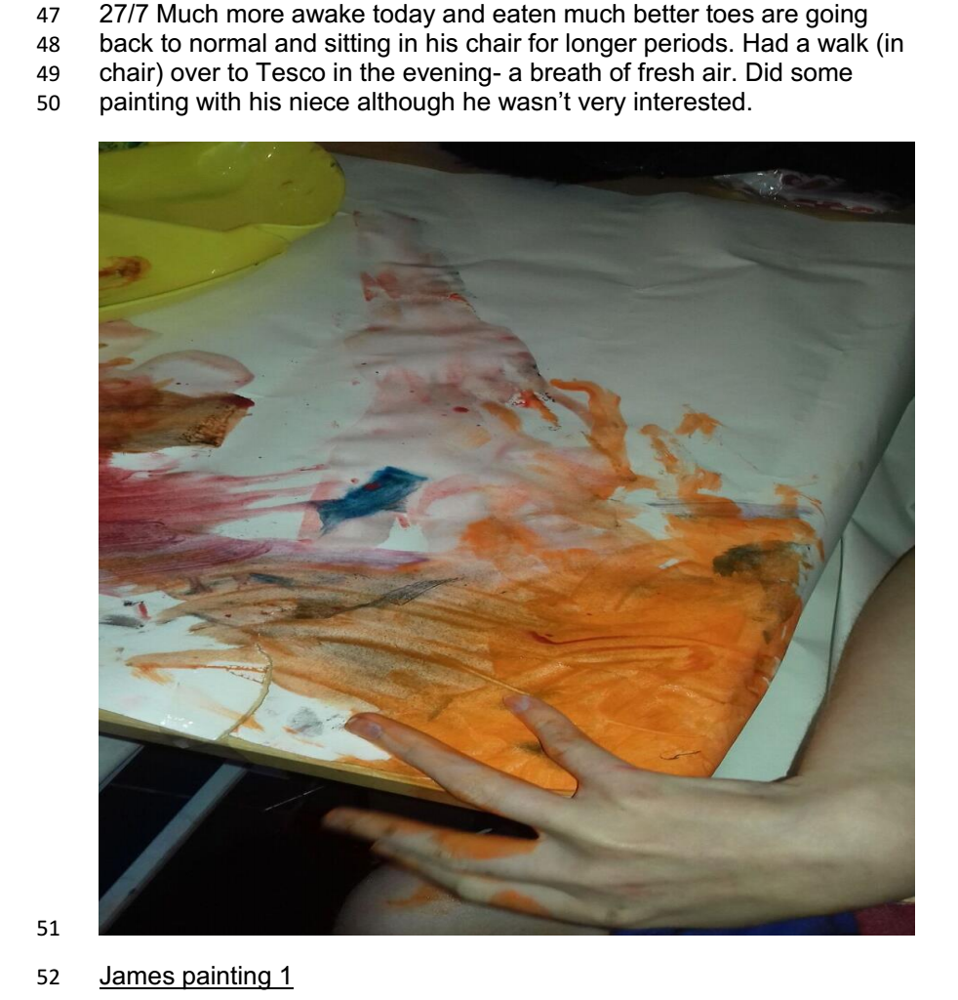 47 27/7 Much more awake today and eaten much better toes are going
48 back to normal and sitting in his chair for longer periods. Had a walk (in
49 chair) over to Tesco in the evening- a breath of fresh air. Did some
50 painting with his niece although he wasn’t very interested.
51
52 James painting 1